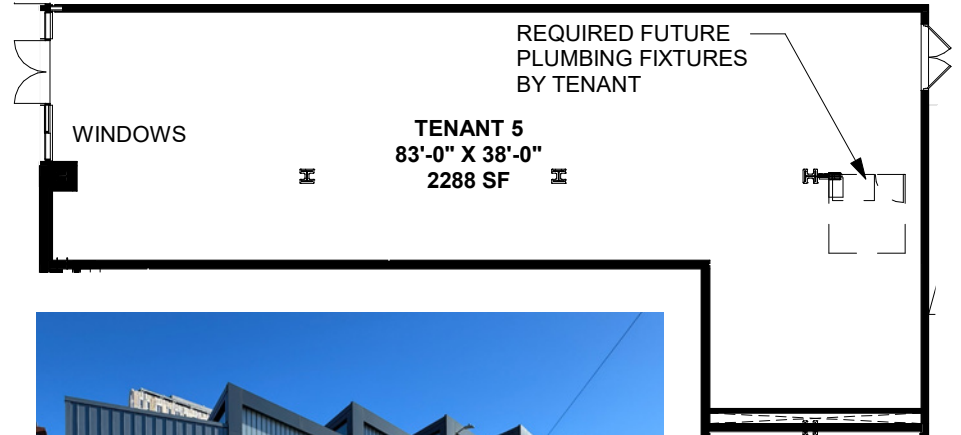 REQUIRED FUTURE
PLUMBING FIXTURES
BY TENANT
WINDOWS
TENANT 5
83'-0" X 38'-0"
2288 SF